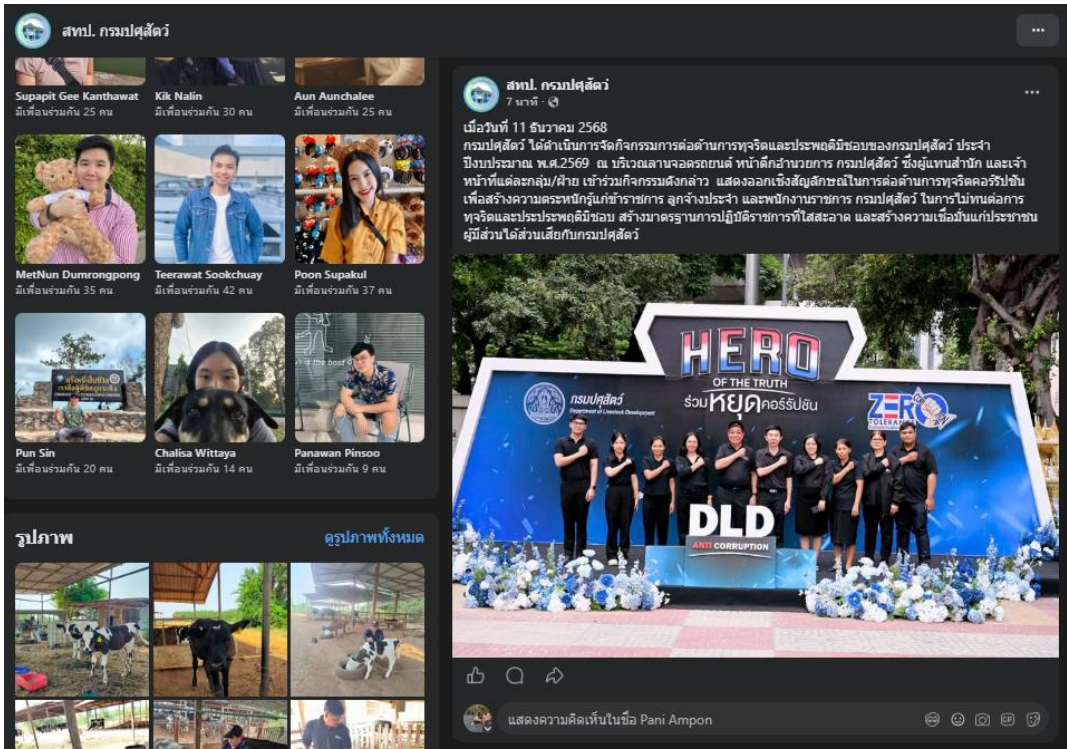 สทป. กรมปศุสัตว์
Supapit Gee Kanthawat
มีเพื่อนร่วมกัน 25 คน
Kik Nalin
มีเพื่อนร่วมกัน 30 คน
Aun Aunchalee
มีเพื่อนร่วมกัน 25 คน
MetNun Dumrongpong
มีเพื่อนร่วมกัน 35 คน
Teerawat Sookchuay
มีเพื่อนร่วมกัน 42 คน
Poon Supakul
มีเพื่อนร่วมกัน 37 คน
Pun Sin
มีเพื่อนร่วมกัน 20 คน
Chalisa Wittaya
มีเพื่อนร่วมกัน 14 คน
Panawan Pinsoo
มีเพื่อนร่วมกัน 9 คน
รูปภาพ
ดูรูปภาพทั้งหมด
สทป. กรมปศุสัตว์
7 นาที ·
เมื่อวันที่ 11 ธันวาคม 2568
กรมปศุสัตว์ ได้ดำเนินการจัดกิจกรรมการต่อต้านการทุจริตและประพฤติมิชอบของกรมปศุสัตว์ ประจำ
ปีงบประมาณ พ.ศ.2569 ณ บริเวณลานจอดรถยนต์ หน้าตึกอำนวยการ กรมปศุสัตว์ ซึ่งผู้แทนสำนัก และเจ้า
หน้าที่แต่ละกลุ่ม/ฝ่าย เข้าร่วมกิจกรรมดังกล่าว แสดงออกเชิงสัญลักษณ์ในการต่อต้านการทุจริตคอร์รัปชัน
เพื่อสร้างความตระหนักรู้แก่ข้าราชการ ลูกจ้างประจำ และพนักงานราชการ กรมปศุสัตว์ ในการไม่ทนต่อการ
ทุจริตและประประพฤติมิชอบ สร้างมาตรฐานการปฏิบัติราชการที่ใสสะอาด และสร้างความเชื่อมั่นแก่ประชาชน
ผู้มีส่วนได้ส่วนเสียกับกรมปศุสัตว์
HERO
OF THE TRUTH
ร่วมหยุดคอร์รัปชัน
กรมปศุสัตว์
Department of Livestock Development
ZERO
TOLERANCE
DLD
ANTI CORRUPTION
แสดงความคิดเห็นในชื่อ Pani Ampon